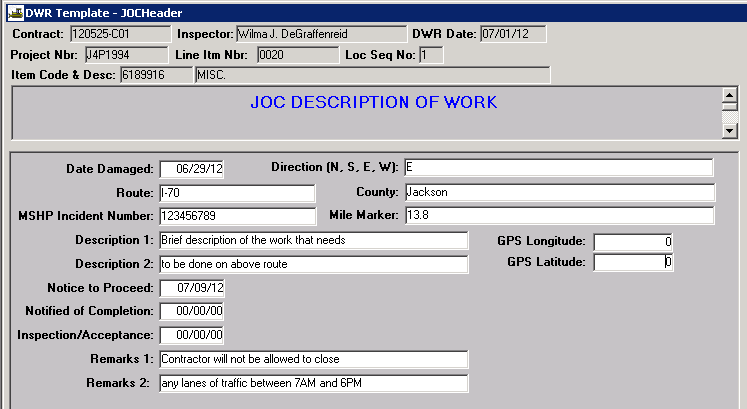 DWR Template - JOCHeader
Contract: 120525-C01 Inspector: Wilma J. DeGraffenreid DWR Date: 07/01/12
Project Nbr: J4P1994 Line Itm Nbr: 0020 Loc Seq No: 1
Item Code & Desc: 6189916 MISC.
JOC DESCRIPTION OF WORK
Date Damaged: 06/29/12 Direction (N, S, E, W): E
Route: I-70 County: Jackson
MSHP Incident Number: 123456789 Mile Marker: 13.8
Description 1: Brief description of the work that needs GPS Longitude: 0
Description 2: to be done on above route GPS Latitude: 0
Notice to Proceed: 07/09/12
Notified of Completion: 00/00/00
Inspection/Acceptance: 00/00/00
Remarks 1: Contractor will not be allowed to close
Remarks 2: any lanes of traffic between 7AM and 6PM